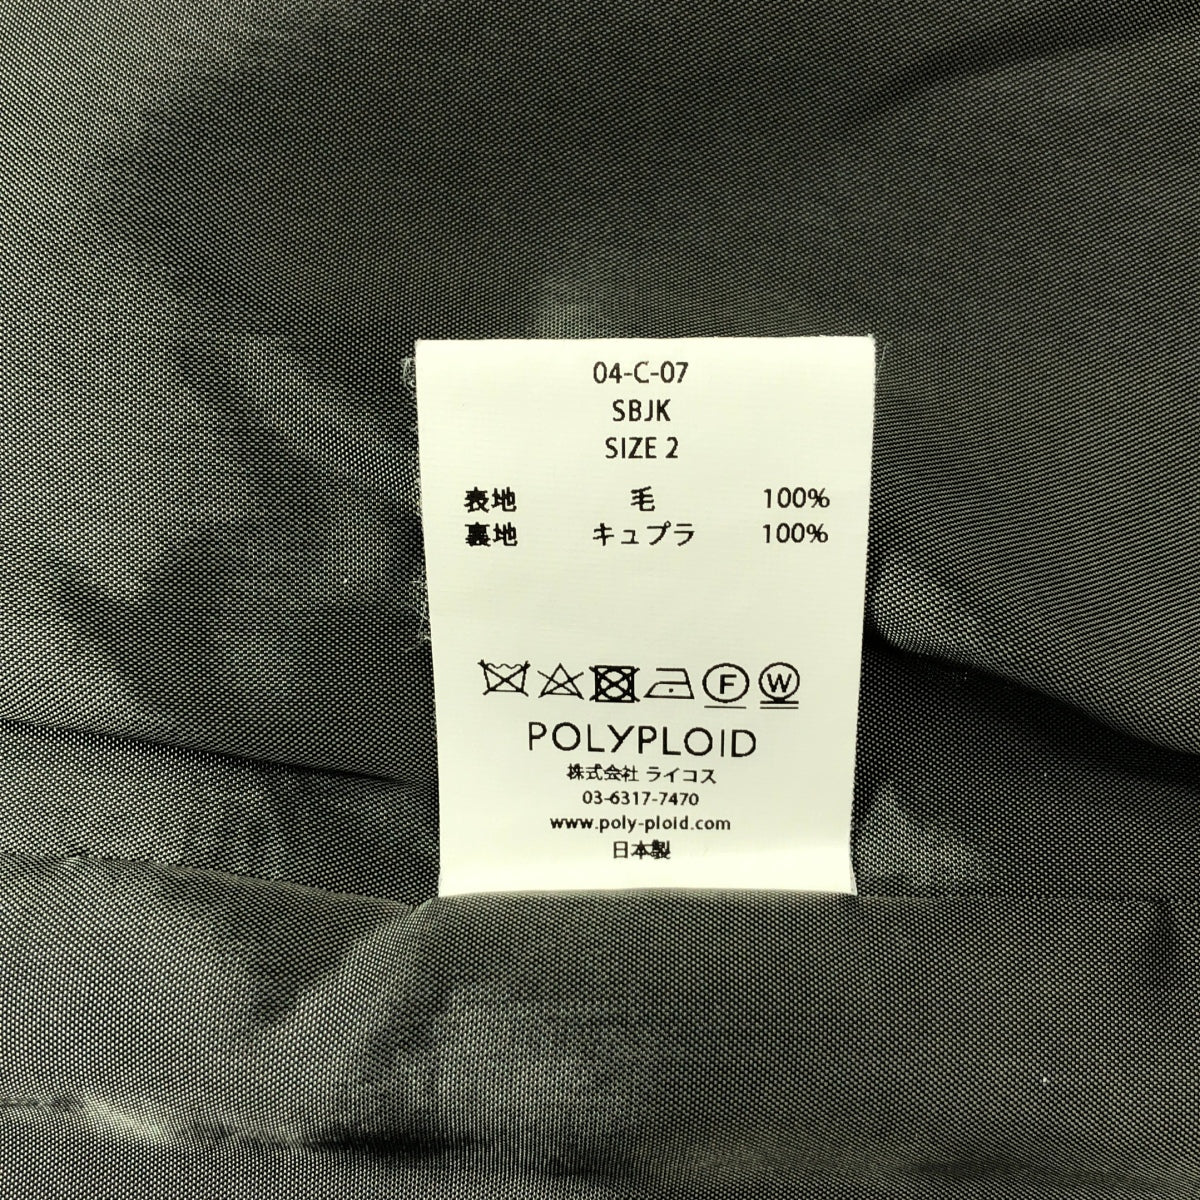 04-C-07
SBJK
SIZE 2
表地 毛 100%
裏地 キュプラ 100%
F W
POLYPLOID
株式会社 ライコス
03-6317-7470
www.poly-ploid.com
日本製